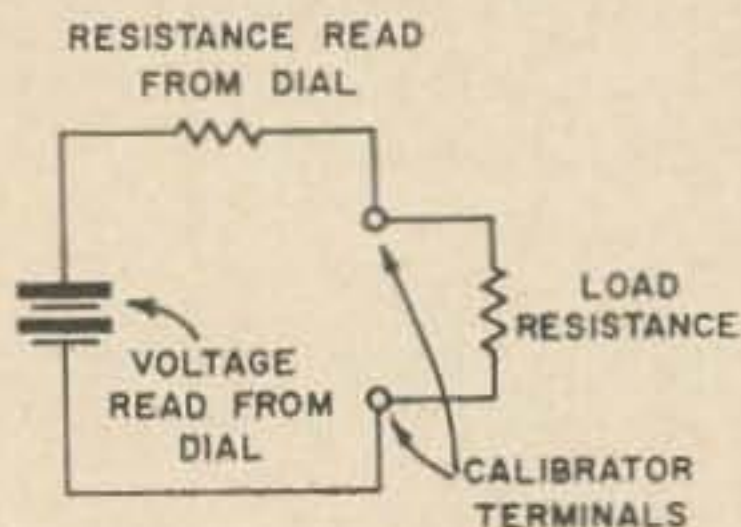 RESISTANCE READ
FROM DIAL
LOAD
RESISTANCE
VOLTAGE
READ FROM
DIAL
CALIBRATOR
TERMINALS